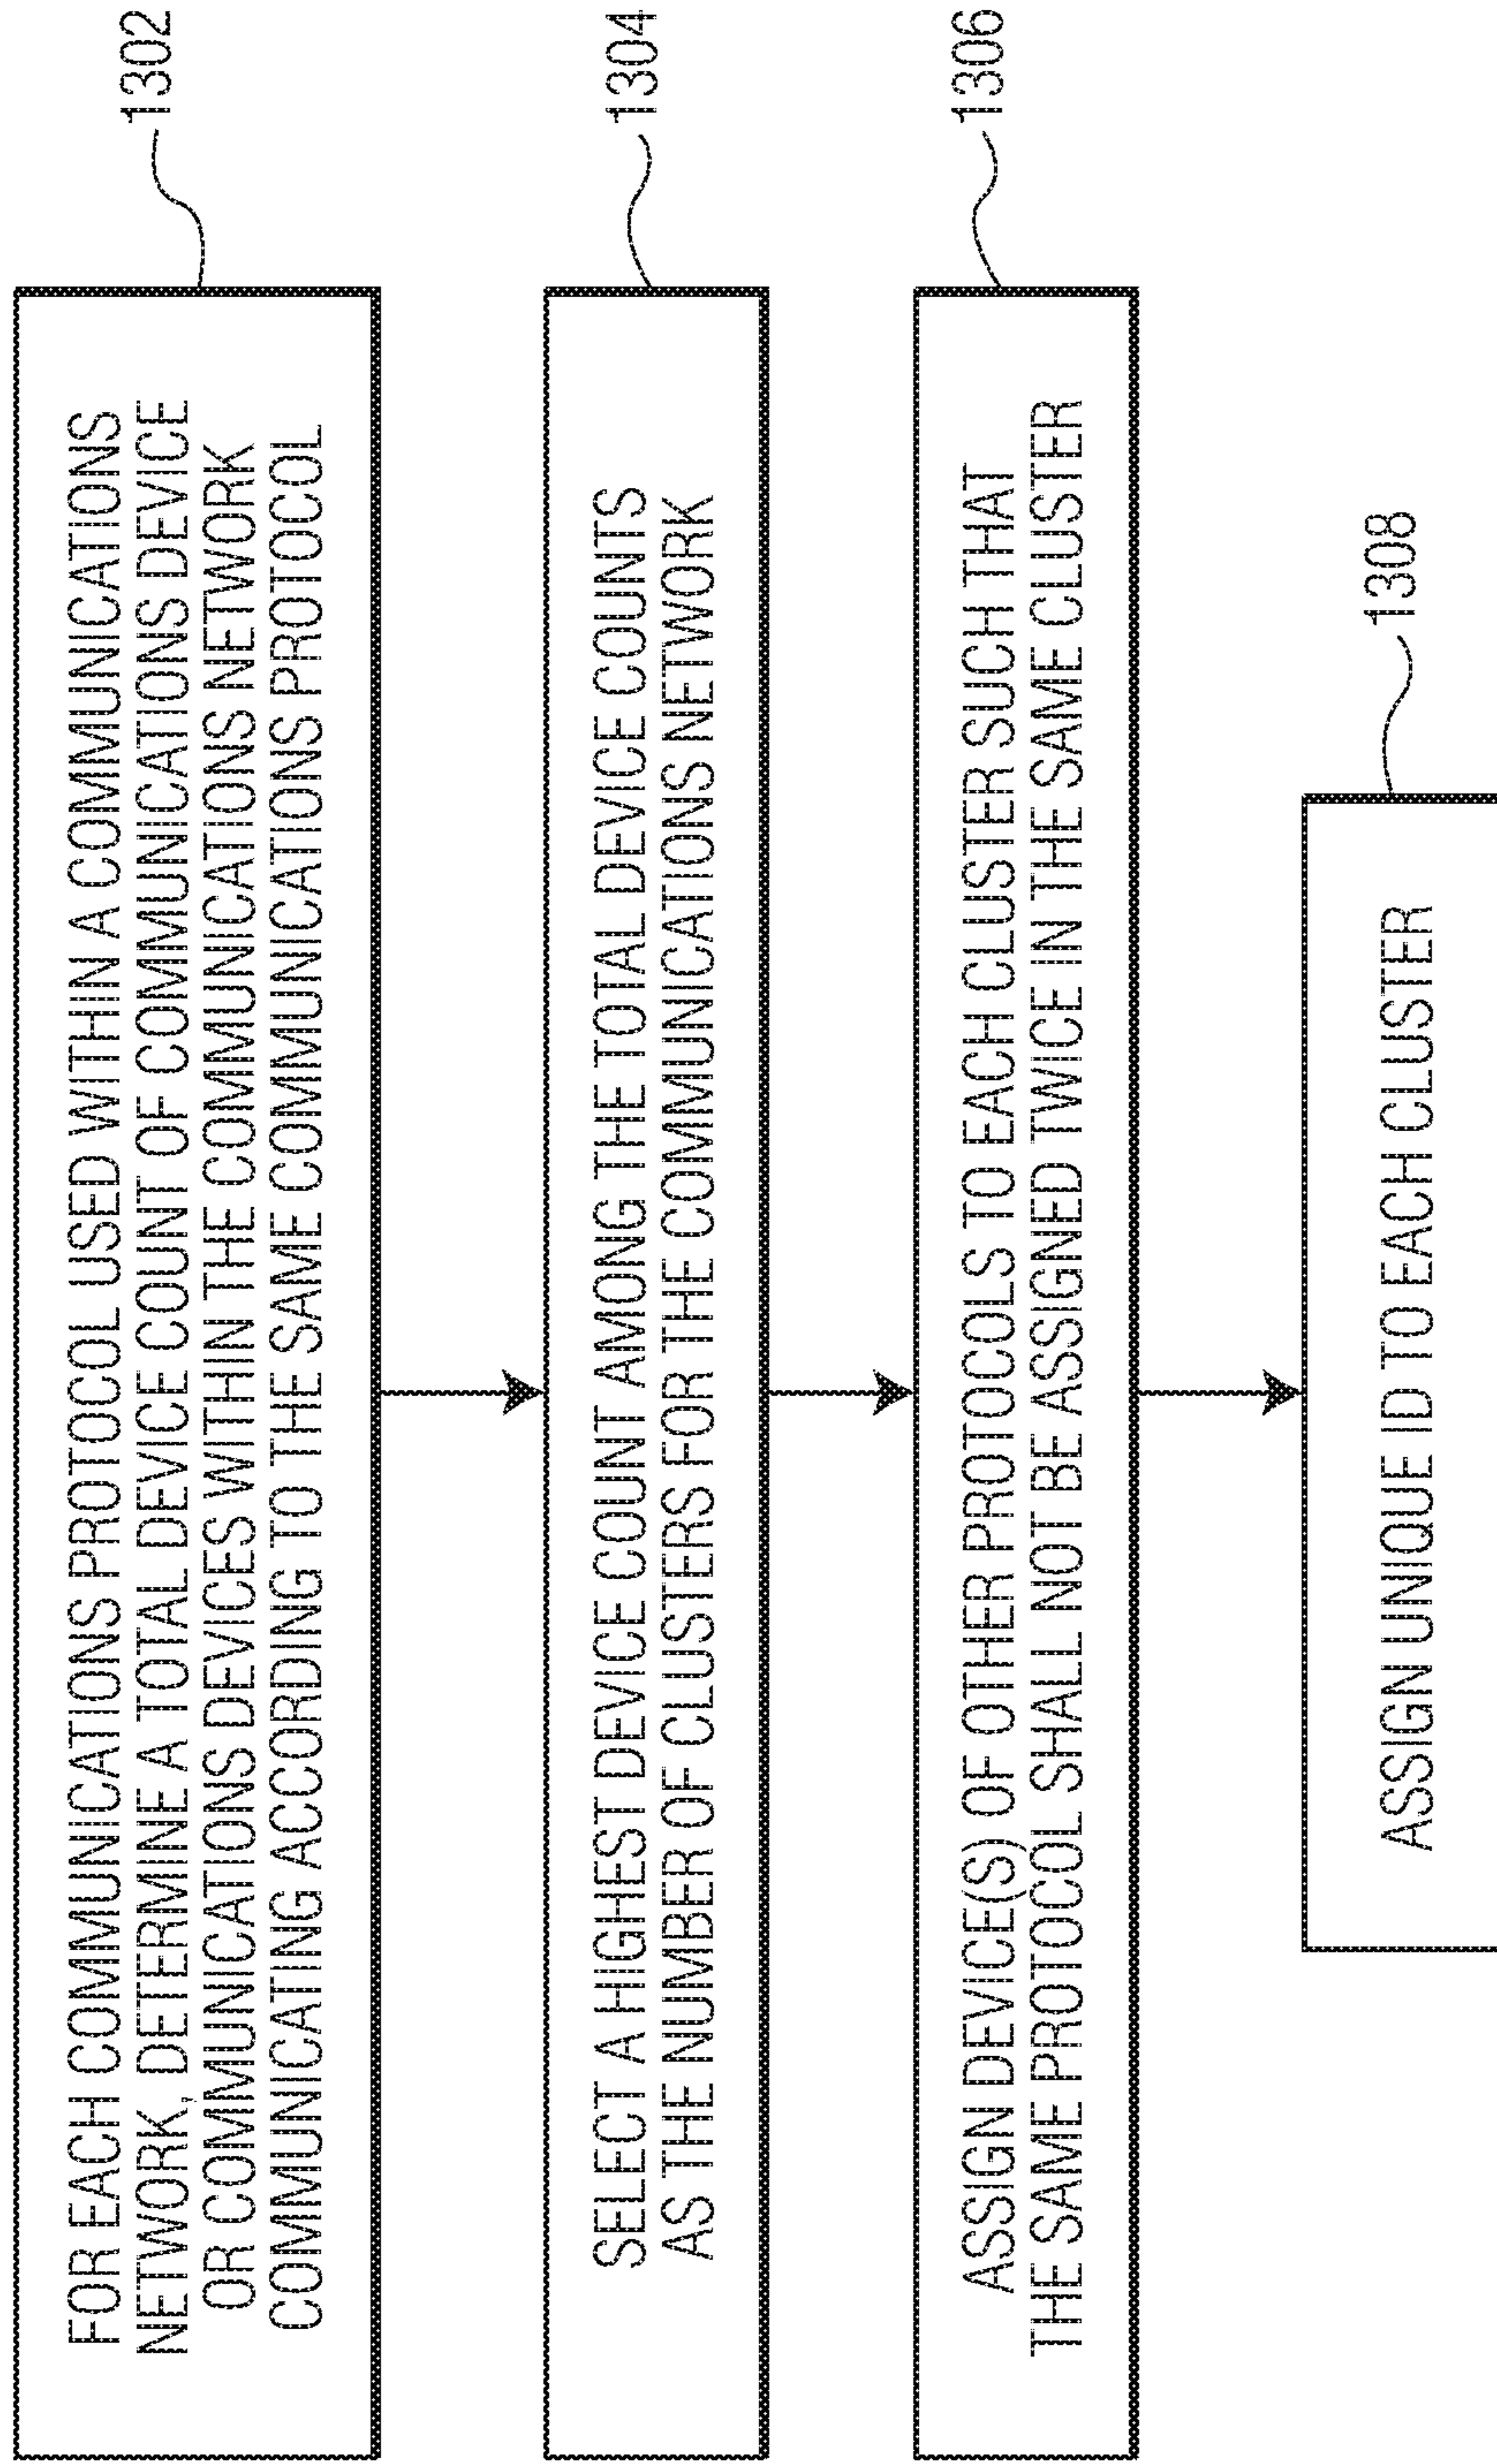 FOR EACH COMMUNICATIONS PROTOCOL USED WITHIN A COMMUNICATIONS
NETWORK, DETERMINE A TOTAL DEVICE COUNT OF COMMUNICATIONS DEVICE
OR COMMUNICATIONS DEVICES WITHIN THE COMMUNICATIONS NETWORK
COMMUNICATING ACCORDING TO THE SAME COMMUNICATIONS PROTOCOL
1302
SELECT A HIGHEST DEVICE COUNT AMONG THE TOTAL DEVICE COUNTS
AS THE NUMBER OF CLUSTERS FOR THE COMMUNICATIONS NETWORK
1304
ASSIGN DEVICE(S) OF OTHER PROTOCOLS TO EACH CLUSTER SUCH THAT
THE SAME PROTOCOL SHALL NOT BE ASSIGNED TWICE IN THE SAME CLUSTER
1306
ASSIGN UNIQUE ID TO EACH CLUSTER
1308